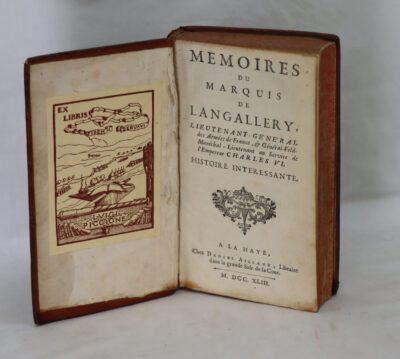 EX
LIBRIS
LUIGI
PICCIONE
MEMOIRES
DU
MARQUIS
DE
LANGALLERY,
LIEUTENANT-GENERAL
des Armées de France, & Général-Feld-
Maréchal-Lieutenant au Service de
l'Empereur CHARLES VI.
HISTOIRE INTERESSANTE.
A LA HAYE,
Chez DANIEL AILLAUD, Libraire
dans la grande Sale de la Cour.
M. DCC. XLIII.